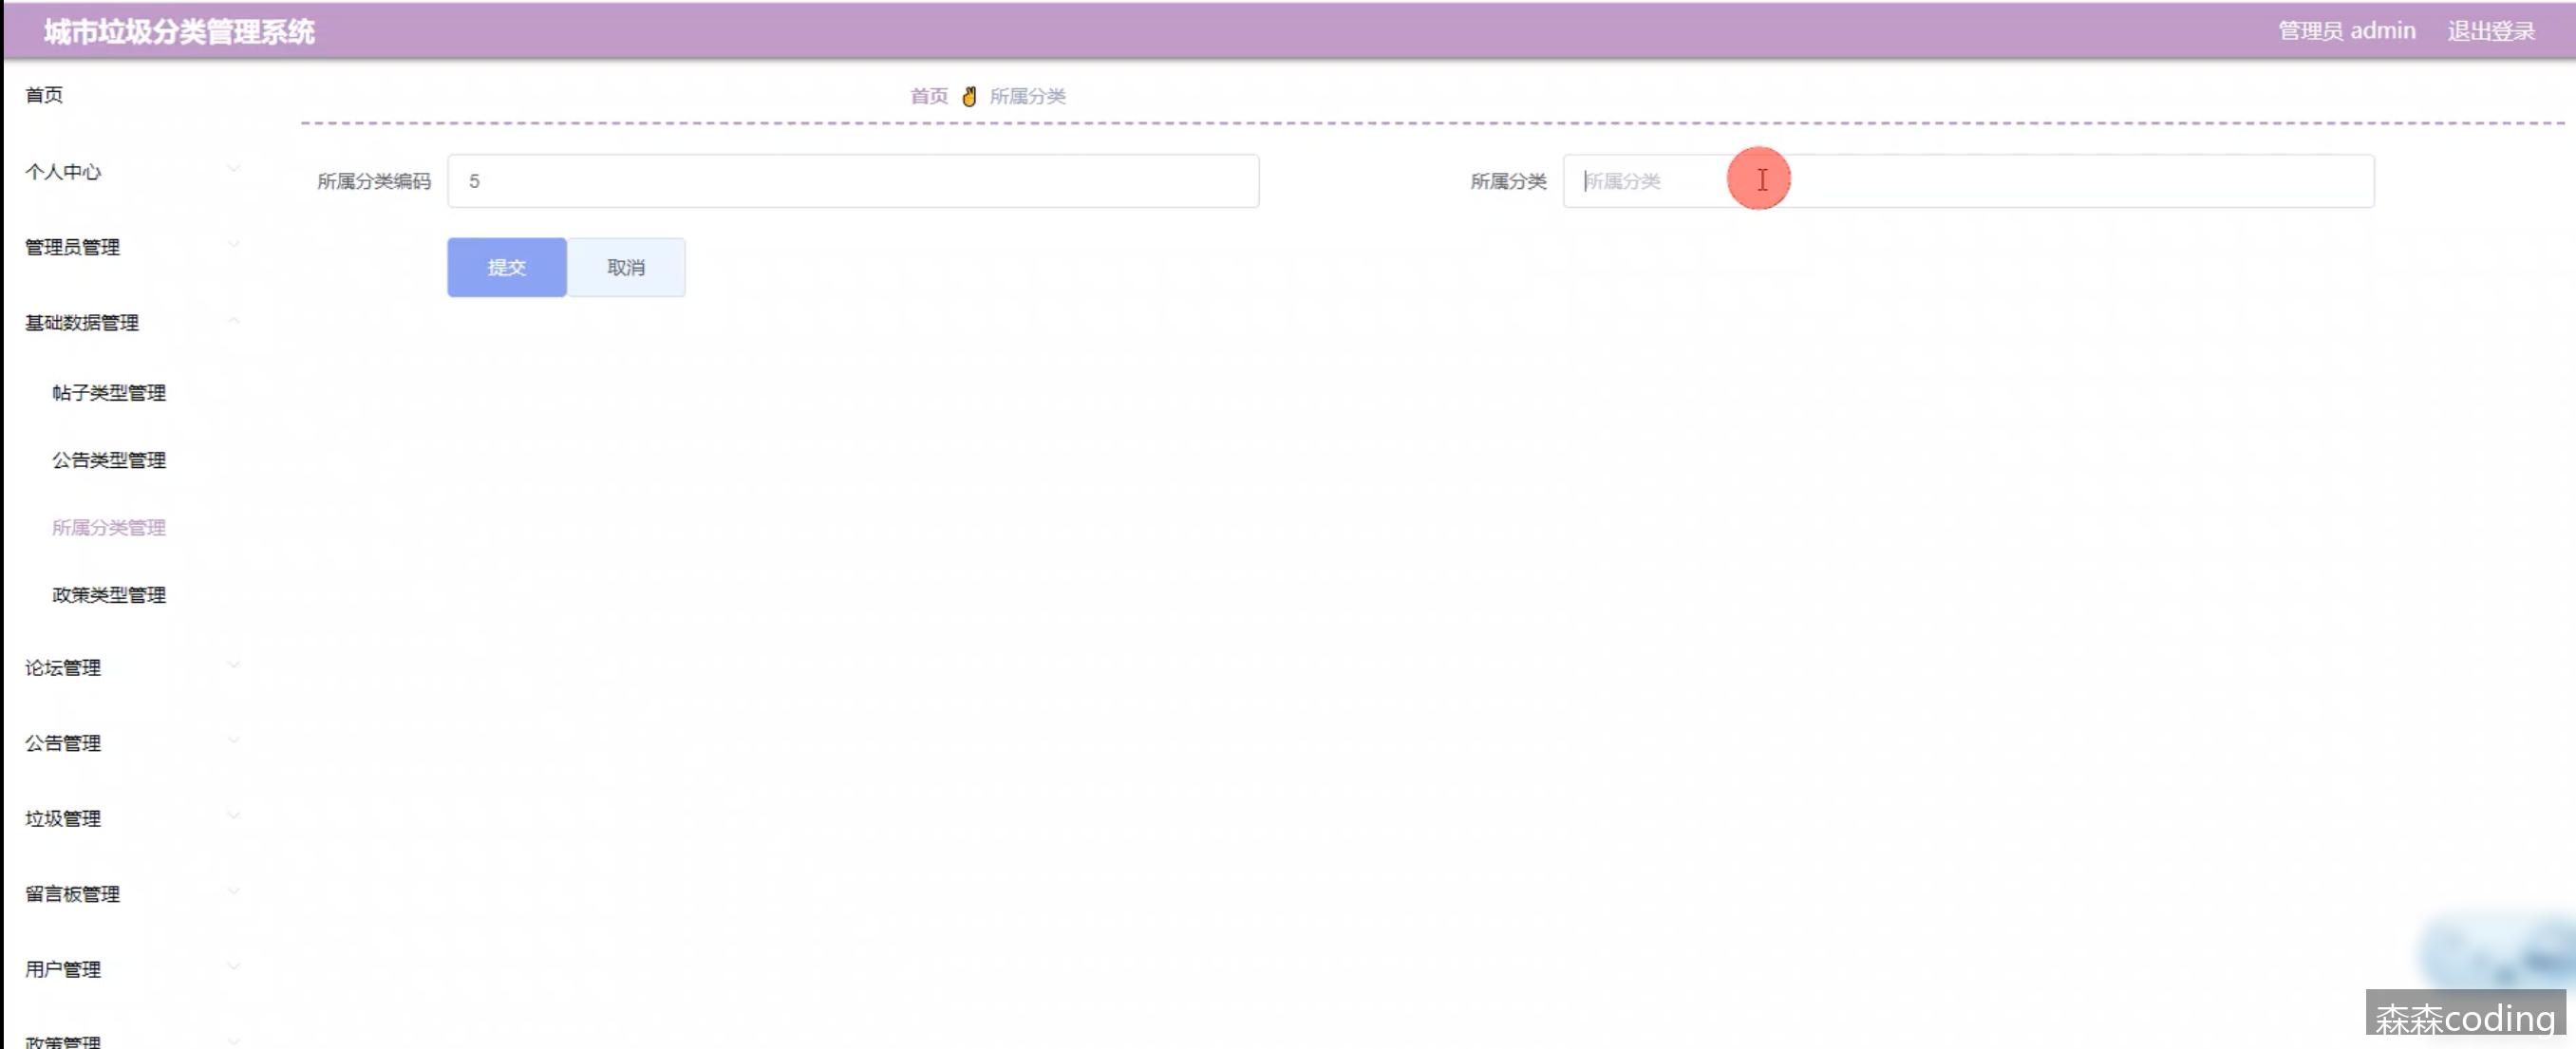 城市垃圾分类管理系统
管理员 admin 退出登录
首页
首页 ✌ 所属分类
个人中心
所属分类编码 5
所属分类 所属分类
管理员管理
提交 取消
基础数据管理
帖子类型管理
公告类型管理
所属分类管理
政策类型管理
论坛管理
公告管理
垃圾管理
留言板管理
用户管理
政策管理
森森coding